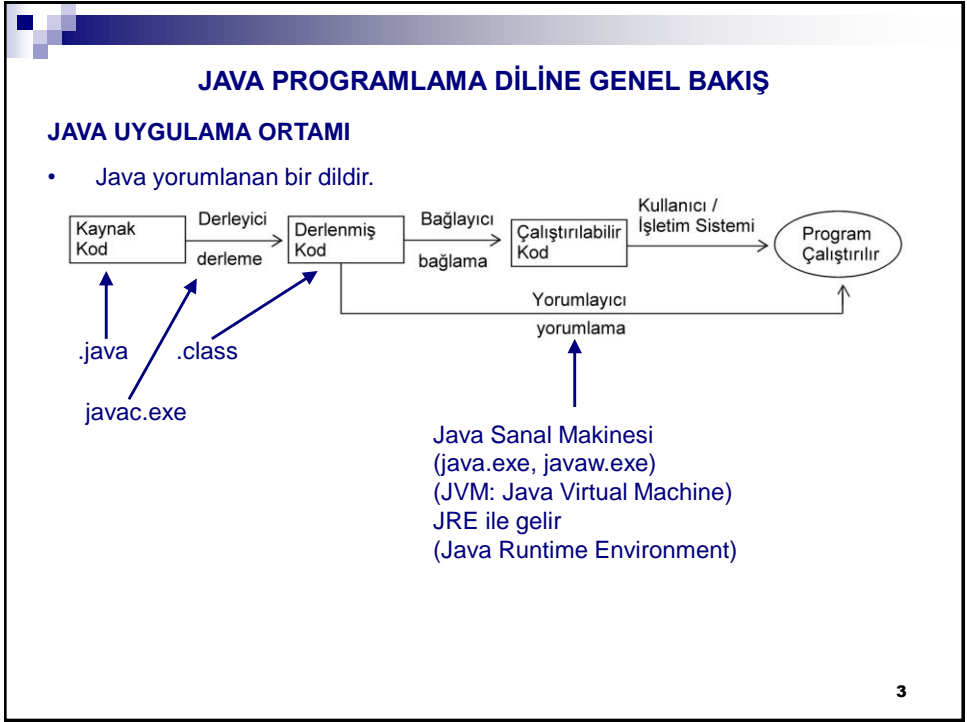 JAVA PROGRAMLAMA DİLİNE GENEL BAKIŞ
JAVA UYGULAMA ORTAMI
• Java yorumlanan bir dildir.
Kaynak
Kod
Derleyici
derleme
Derlenmiş
Kod
Bağlayıcı
bağlama
Çalıştırılabilir
Kod
Kullanıcı /
İşletim Sistemi
Program
Çalıştırılır
Yorumlayıcı
yorumlama
.java
.class
javac.exe
Java Sanal Makinesi
(java.exe, javaw.exe)
(JVM: Java Virtual Machine)
JRE ile gelir
(Java Runtime Environment)
3